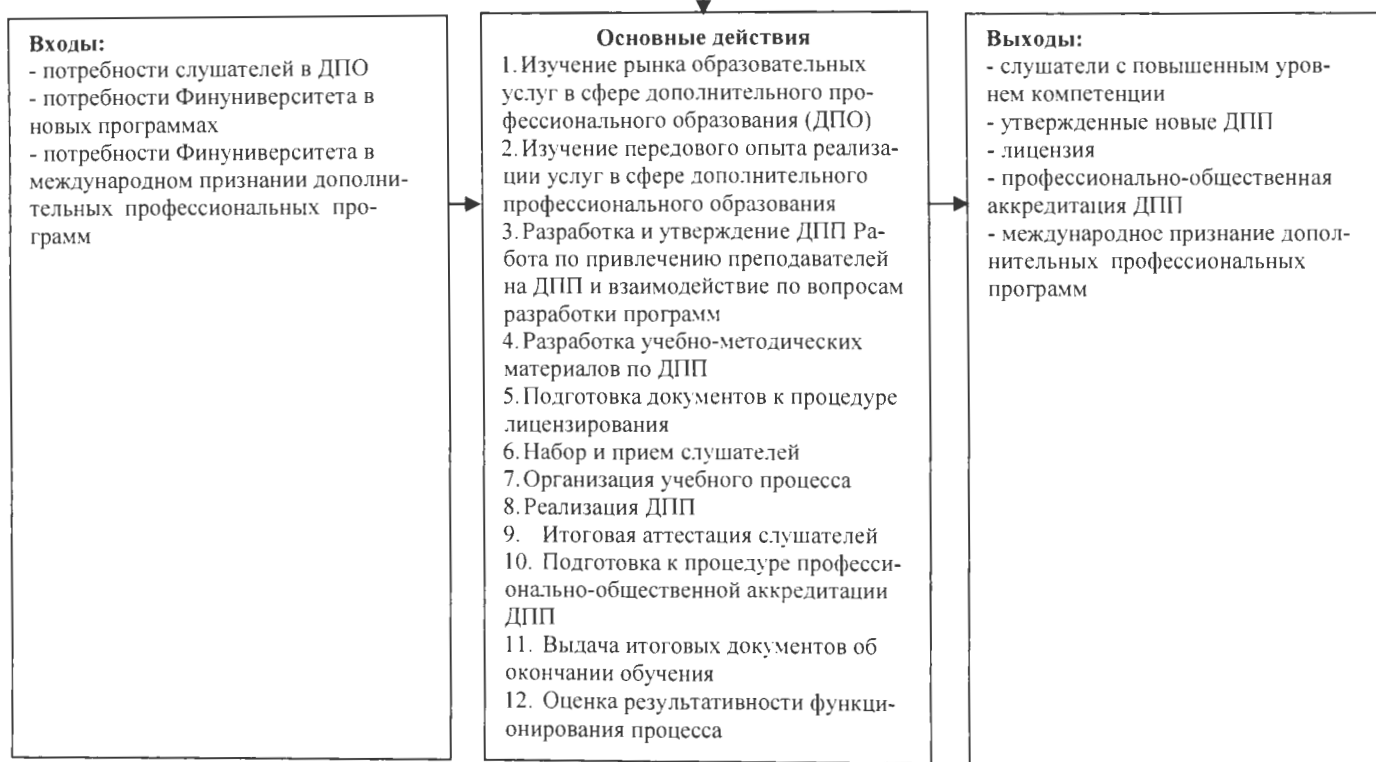 Входы:
- потребности слушателей в ДПО
- потребности Финуниверситета в
новых программах
- потребности Финуниверситета в
международном признании дополни-
тельных профессиональных про-
грамм
Основные действия
1.Изучение рынка образовательных
услуг в сфере дополнительного про-
фессионального образования (ДПО)
2.Изучение передового опыта реализа-
ции услуг в сфере дополнительного
профессионального образования
3.Разработка и утверждение ДПП Ра-
бота по привлечению преподавателей
на ДПП и взаимодействие по вопросам
разработки программ
4.Разработка учебно-методических
материалов по ДПП
5.Подготовка документов к процедуре
лицензирования
6.Набор и прием слушателей
7.Организация учебного процесса
8.Реализация ДПП
9. Итоговая аттестация слушателей
10. Подготовка к процедуре професси-
онально-общественной аккредитации
ДПП
11. Выдача итоговых документов об
окончании обучения
12. Оценка результативности функци-
онирования процесса
Выходы:
- слушатели с повышенным уров-
нем компетенции
- утвержденные новые ДПП
- лицензия
- профессионально-общественная
аккредитация ДПП
- международное признание допол-
нительных профессиональных
программ